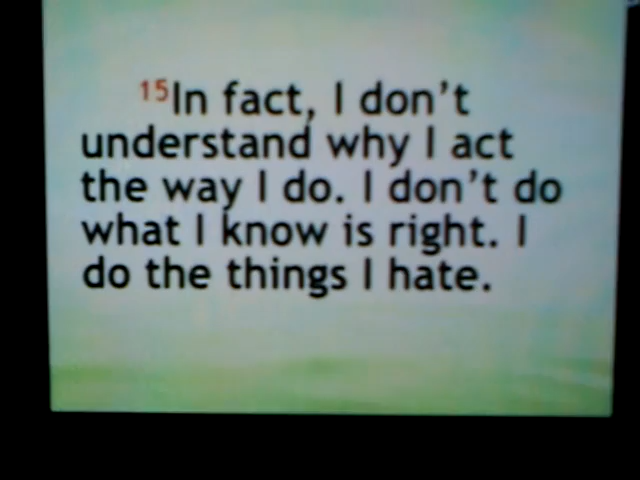 15In fact, I don't
understand why I act
the way I do. I don't do
what I know is right. I
do the things I hate.